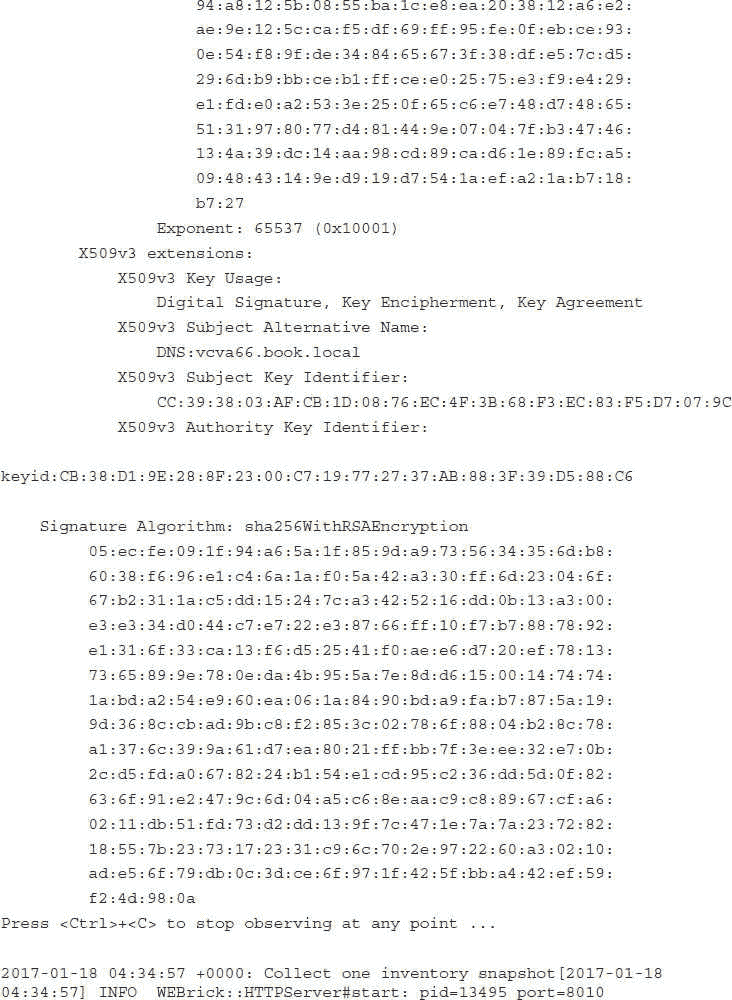 94:a8:12:5b:08:55:ba:1c:e8:ea:20:38:12:a6:e2:
ae:9e:12:5c:ca:f5:df:69:ff:95:fe:0f:eb:ce:93:
0e:54:f8:9f:de:34:84:65:67:3f:38:df:e5:7c:d5:
29:6d:b9:bb:ce:b1:ff:ce:e0:25:75:e3:f9:e4:29:
e1:fd:e0:a2:53:3e:25:0f:65:c6:e7:48:d7:48:65:
51:31:97:80:77:d4:81:44:9e:07:04:7f:b3:47:46:
13:4a:39:dc:14:aa:98:cd:89:ca:d6:1e:89:fc:a5:
09:48:43:14:9e:d9:19:d7:54:1a:ef:a2:1a:b7:18:
b7:27
Exponent: 65537 (0x10001)
X509v3 extensions:
X509v3 Key Usage:
Digital Signature, Key Encipherment, Key Agreement
X509v3 Subject Alternative Name:
DNS:vcva66.book.local
X509v3 Subject Key Identifier:
CC:39:38:03:AF:CB:1D:08:76:EC:4F:3B:68:F3:EC:83:F5:D7:07:9C
X509v3 Authority Key Identifier:
keyid:CB:38:D1:9E:28:8F:23:00:C7:19:77:27:37:AB:88:3F:39:D5:88:C6
Signature Algorithm: sha256WithRSAEncryption
05:ec:fe:09:1f:94:a6:5a:1f:85:9d:a9:73:56:34:35:6d:b8:
60:38:f6:96:e1:c4:6a:1a:f0:5a:42:a3:30:ff:6d:23:04:6f:
67:b2:31:1a:c5:dd:15:24:7c:a3:42:52:16:dd:0b:13:a3:00:
e3:e3:34:d0:44:c7:e7:22:e3:87:66:ff:10:f7:b7:88:78:92:
e1:31:6f:33:ca:13:f6:d5:25:41:f0:ae:e6:d7:20:ef:78:13:
73:65:89:9e:78:0e:da:4b:95:5a:7e:8d:d6:15:00:14:74:74:
1a:bd:a2:54:e9:60:ea:06:1a:84:90:bd:a9:fa:b7:87:5a:19:
9d:36:8c:cb:ad:9b:c8:f2:85:3c:02:78:6f:88:04:b2:8c:78:
a1:37:6c:39:9a:61:d7:ea:80:21:ff:bb:7f:3e:ee:32:e7:0b:
2c:d5:fd:a0:67:82:24:b1:54:e1:cd:95:c2:36:dd:5d:0f:82:
63:6f:91:e2:47:9c:6d:04:a5:c6:8e:aa:c9:c8:89:67:cf:a6:
02:11:db:51:fd:73:d2:dd:13:9f:7c:47:1e:7a:7a:23:72:82:
18:55:7b:23:73:17:23:31:c9:6c:70:2e:97:22:60:a3:02:10:
ad:e5:6f:79:db:0c:3d:ce:6f:97:1f:42:5f:bb:a4:42:ef:59:
f2:4d:98:0a
Press <Ctrl>+<C> to stop observing at any point ...
2017-01-18 04:34:57 +0000: Collect one inventory snapshot[2017-01-18
04:34:57] INFO  WEBrick::HTTPServer#start: pid=13495 port=8010